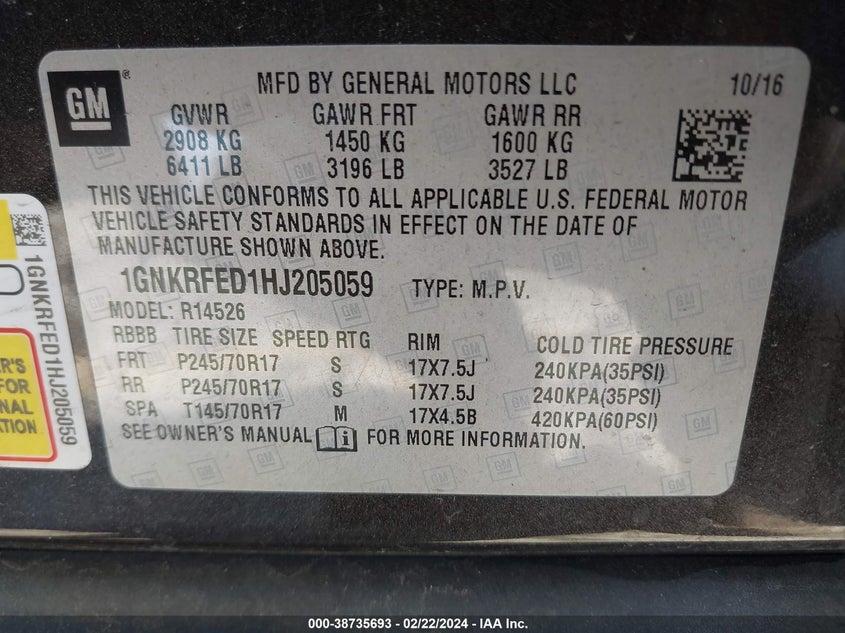 GM®
MFD BY GENERAL MOTORS LLC 10/16
GVWR GAWR FRT GAWR RR
2908 KG 1450 KG 1600 KG
6411 LB 3196 LB 3527 LB
THIS VEHICLE CONFORMS TO ALL APPLICABLE U.S. FEDERAL MOTOR
VEHICLE SAFETY STANDARDS IN EFFECT ON THE DATE OF
MANUFACTURE SHOWN ABOVE.
1GNKRFED1HJ205059 TYPE: M.P.V.
MODEL: R14526
RBBB TIRE SIZE SPEED RTG RIM COLD TIRE PRESSURE
FRT P245/70R17 S 17X7.5J 240KPA(35PSI)
RR P245/70R17 S 17X7.5J 240KPA(35PSI)
SPA T145/70R17 M 17X4.5B 420KPA(60PSI)
SEE OWNER'S MANUAL FOR MORE INFORMATION.
1GNKRFED1HJ205059
ER'S
FOR
NAL
ATION
000-38735693 - 02/22/2024 - IAA Inc.